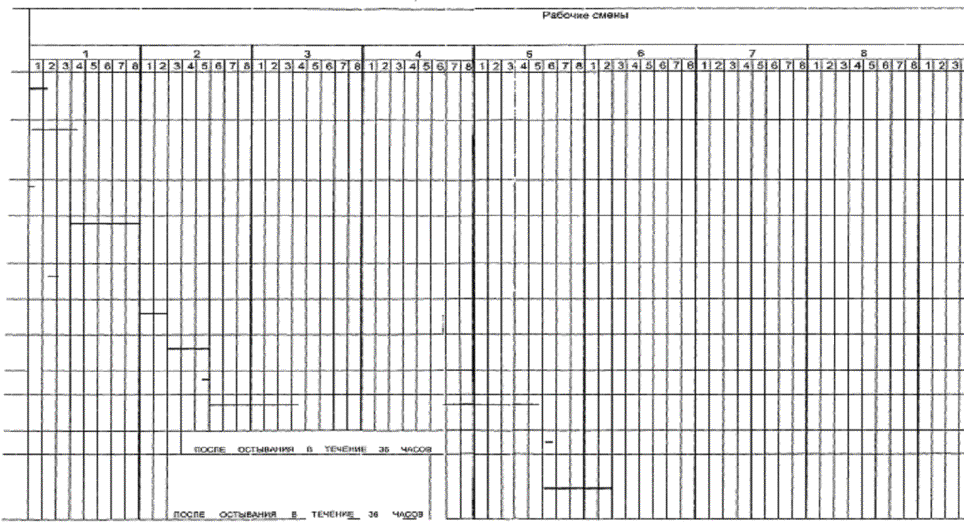 Рабочие смены
1 2 3 4 5 6 7 8
1 2 3 4 5 6 7 8 1 2 3 4 5 6 7 8 1 2 3 4 5 6 7 8 1 2 3 4 5 6 7 8 1 2 3 4 5 6 7 8 1 2 3 4 5 6 7 8 1 2 3 4 5 6 7 8 1 2 3 4 5 6 7 8 1 2 3
ПОСЛЕ ОСТЫВАНИЯ В ТЕЧЕНИЕ 36 ЧАСОВ
ПОСЛЕ ОСТЫВАНИЯ В ТЕЧЕНИЕ 36 ЧАСОВ